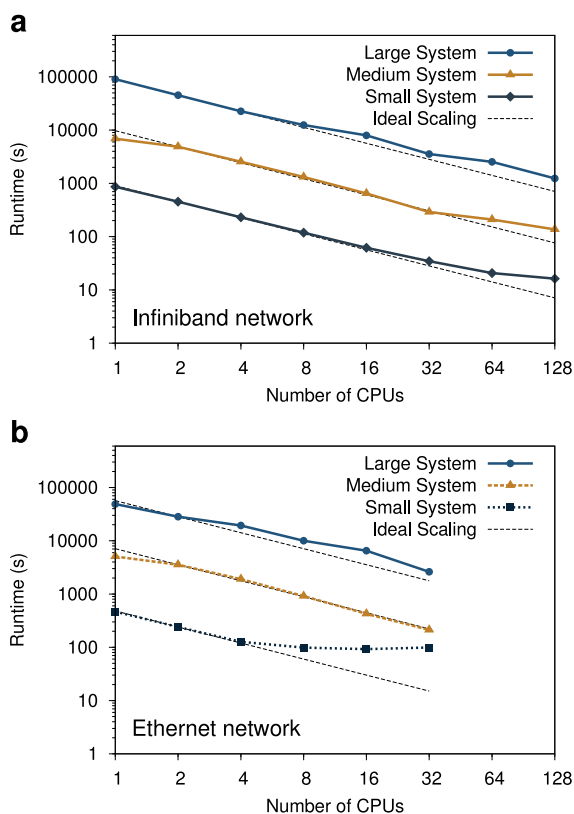 a
Large System
Medium System
Small System
Ideal Scaling
100000
10000
1000
100
10
1
Runtime (s)
Infiniband network
1 2 4 8 16 32 64 128
Number of CPUs
b
Large System
Medium System
Small System
Ideal Scaling
100000
10000
1000
100
10
1
Runtime (s)
Ethernet network
1 2 4 8 16 32 64 128
Number of CPUs